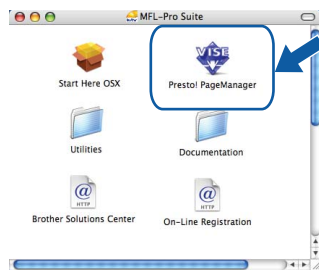 MFL-Pro Suite
VISE
Start Here OSX
Presto! PageManager
Utilities
Documentation
HTTP
HTTP
Brother Solutions Center
On-Line Registration